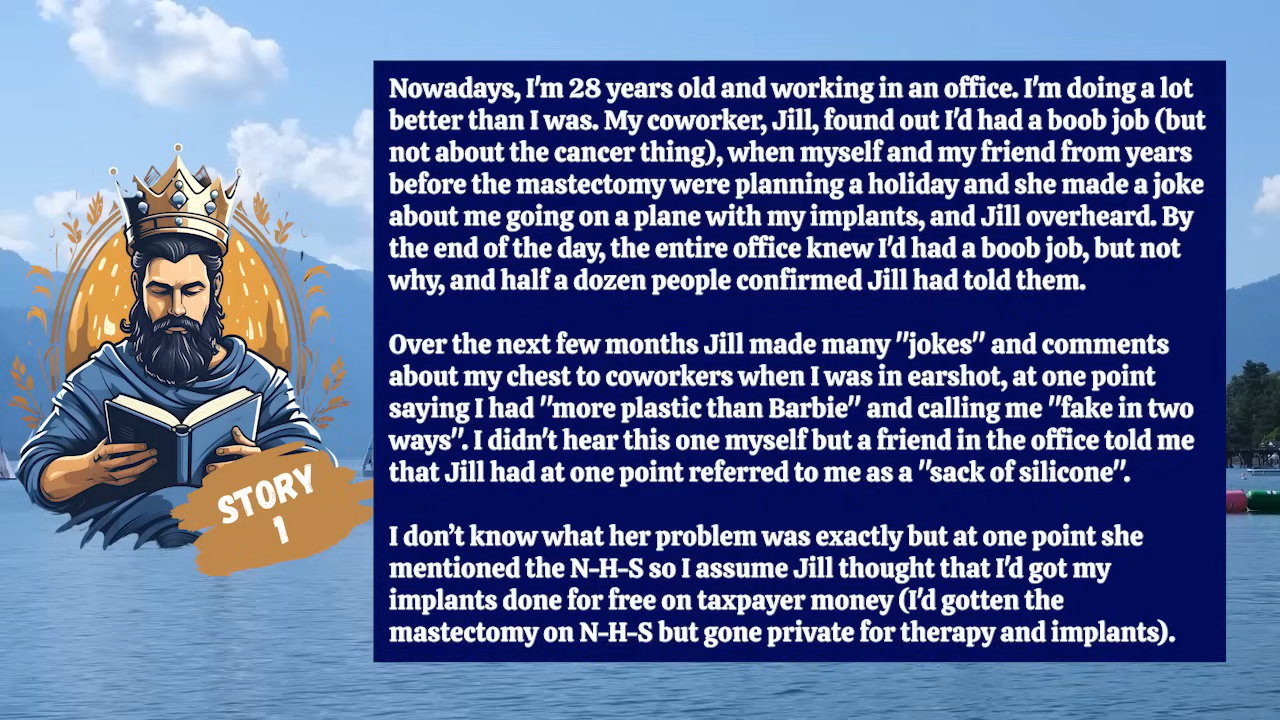 Nowadays, I'm 28 years old and working in an office. I'm doing a lot
better than I was. My coworker, Jill, found out I'd had a boob job (but
not about the cancer thing), when myself and my friend from years
before the mastectomy were planning a holiday and she made a joke
about me going on a plane with my implants, and Jill overheard. By
the end of the day, the entire office knew I'd had a boob job, but not
why, and half a dozen people confirmed Jill had told them.
Over the next few months Jill made many "jokes" and comments
about my chest to coworkers when I was in earshot, at one point
saying I had "more plastic than Barbie" and calling me "fake in two
ways". I didn't hear this one myself but a friend in the office told me
that Jill had at one point referred to me as a "sack of silicone".
I don’t know what her problem was exactly but at one point she
mentioned the N-H-S so I assume Jill thought that I'd got my
implants done for free on taxpayer money (I'd gotten the
mastectomy on N-H-S but gone private for therapy and implants).
STORY
1